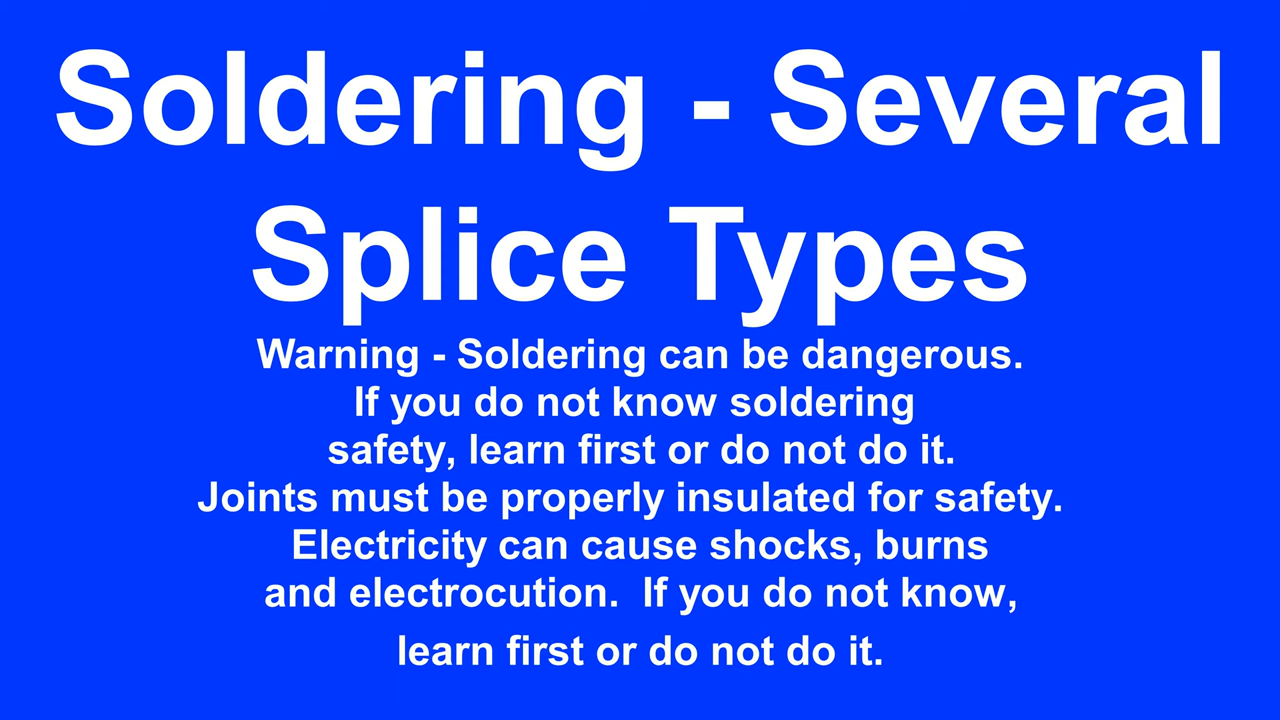 Soldering - Several
Splice Types
Warning - Soldering can be dangerous.
If you do not know soldering
safety, learn first or do not do it.
Joints must be properly insulated for safety.
Electricity can cause shocks, burns
and electrocution.  If you do not know,
learn first or do not do it.